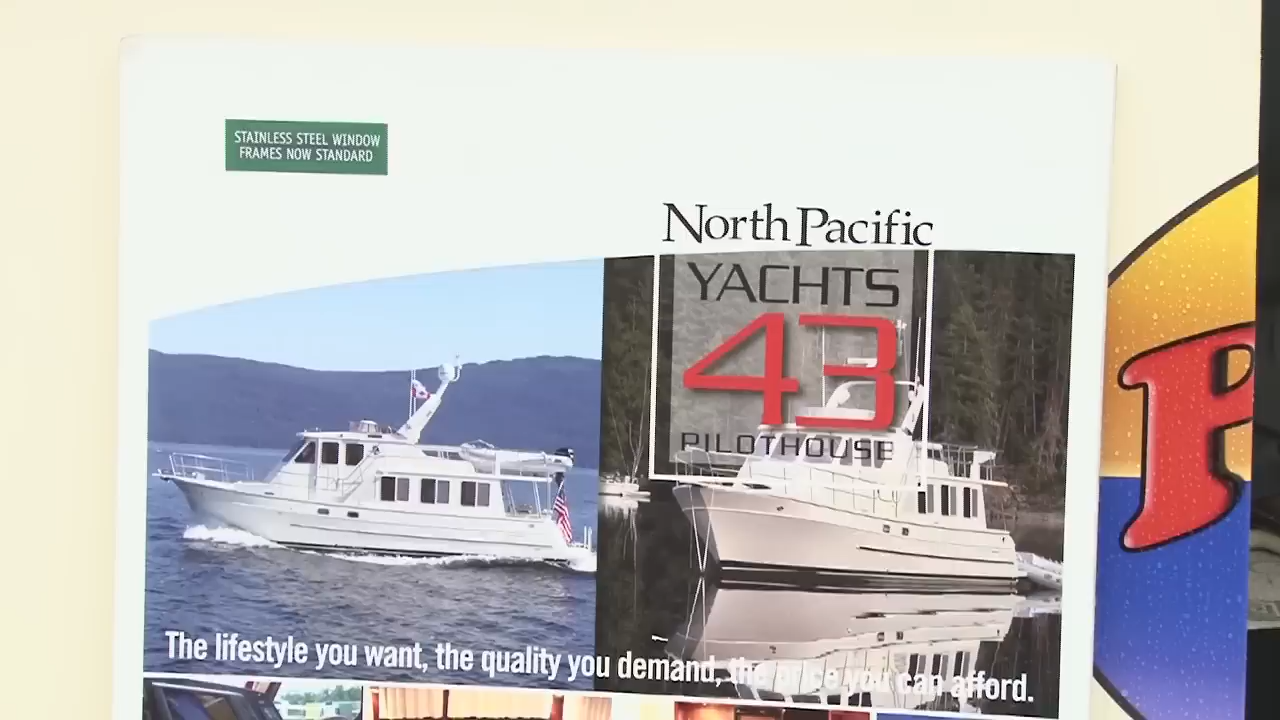 STAINLESS STEEL WINDOW
FRAMES NOW STANDARD
North Pacific
YACHTS
43
PILOTHOUSE
The lifestyle you want, the quality you demand, the price you can afford.
P